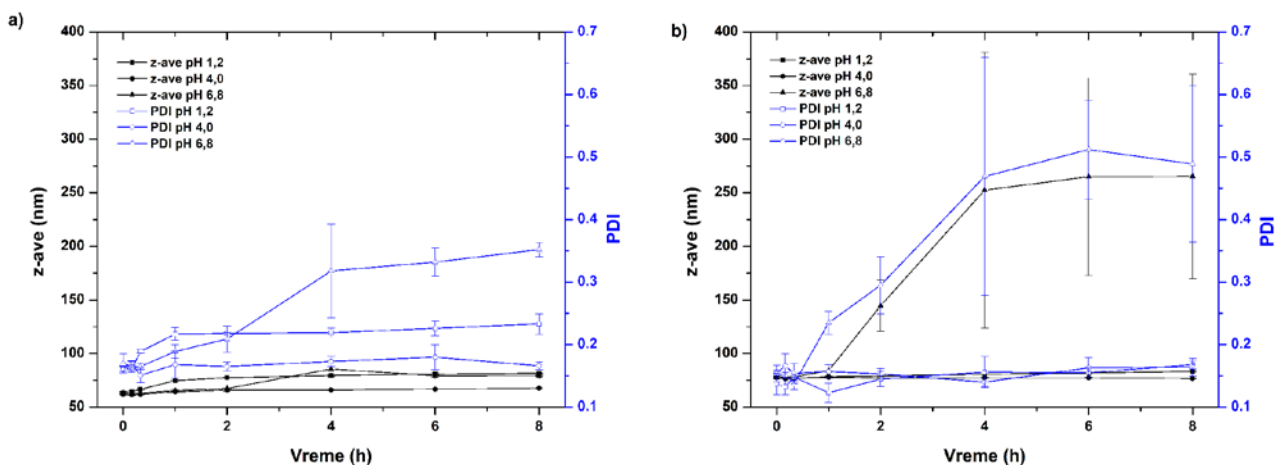 a)
400
350
300
250
200
150
100
50
z-ave (nm)
z-ave pH 1,2
z-ave pH 4,0
z-ave pH 6,8
PDI pH 1,2
PDI pH 4,0
PDI pH 6,8
0.7
0.6
0.5
0.4
0.3
0.2
0.1
PDI
0 2 4 6 8
Vreme (h)
b)
400
350
300
250
200
150
100
50
z-ave (nm)
z-ave pH 1,2
z-ave pH 4,0
z-ave pH 6,8
PDI pH 1,2
PDI pH 4,0
PDI pH 6,8
0.7
0.6
0.5
0.4
0.3
0.2
0.1
PDI
0 2 4 6 8
Vreme (h)